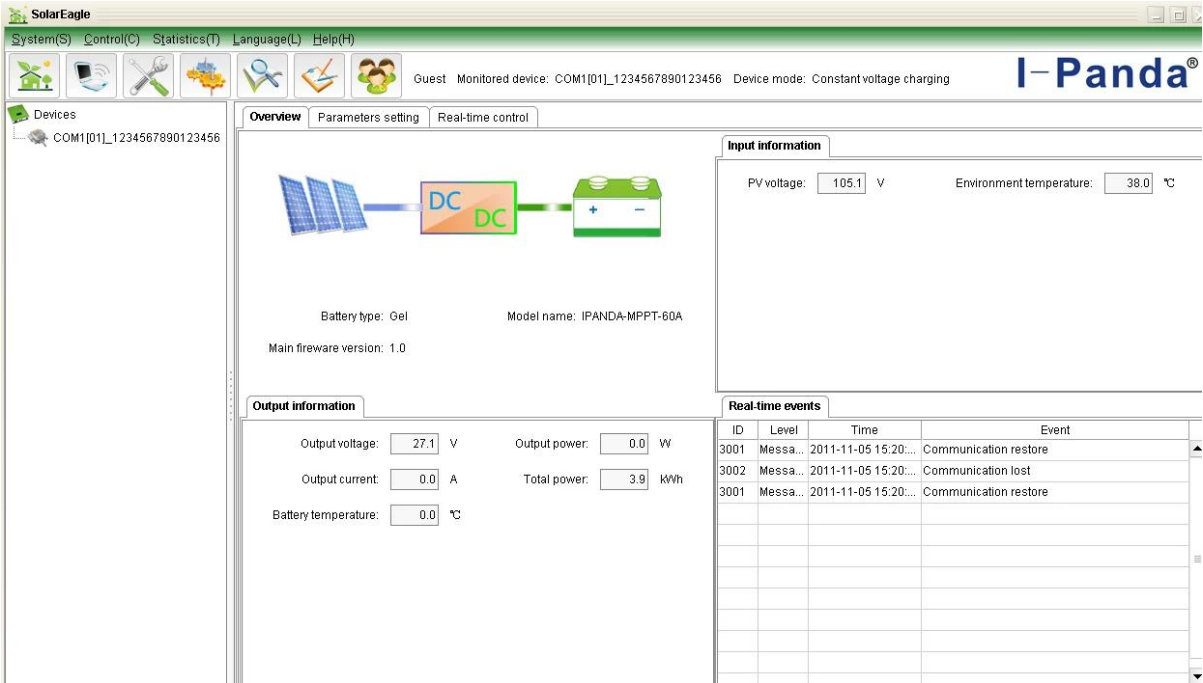 SolarEagle
System(S) Control(C) Statistics(T) Language(L) Help(H)
Guest Monitored device: COM1[01]_1234567890123456 Device mode: Constant voltage charging
I-Panda®
Devices
COM1[01]_1234567890123456
Overview Parameters setting Real-time control
DC
DC
+ −
Battery type: Gel Model name: IPANDA-MPPT-60A
Main fireware version: 1.0
Input information
PV voltage: 105.1 V Environment temperature: 38.0 ℃
Output information
Output voltage: 27.1 V Output power: 0.0 W
Output current: 0.0 A Total power: 3.9 kWh
Battery temperature: 0.0 ℃
Real-time events
ID Level Time Event
3001 Messa... 2011-11-05 15:20:... Communication restore
3002 Messa... 2011-11-05 15:20:... Communication lost
3001 Messa... 2011-11-05 15:20:... Communication restore